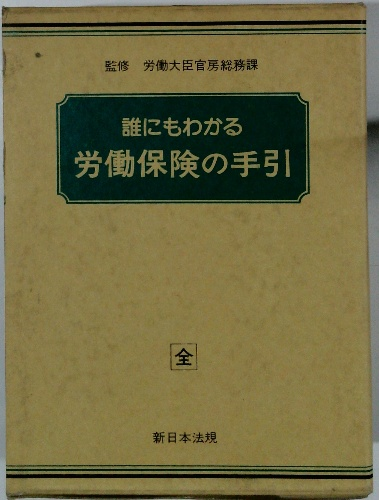 監修 労働大臣官房総務課
誰にもわかる
労働保険の手引
全
新日本法規